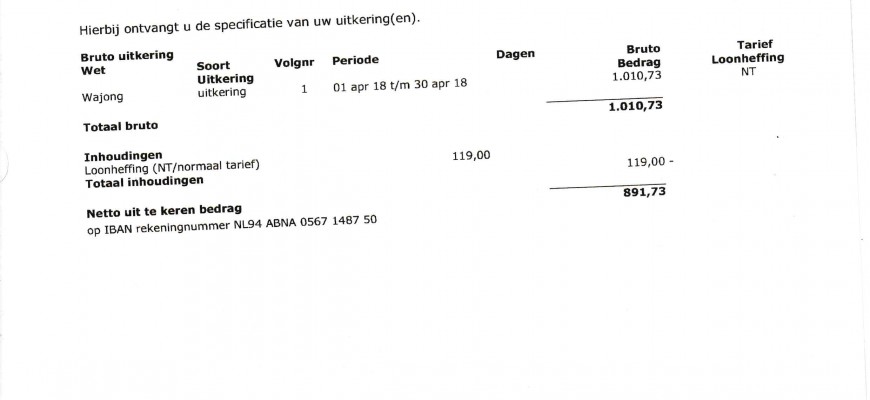 Hierbij ontvangt u de specificatie van uw uitkering(en).
Bruto uitkering Bruto Tarief
Wet Soort Volgnr Periode Dagen Bedrag Loonheffing
Uitkering
Wajong uitkering 1 01 apr 18 t/m 30 apr 18 1.010,73 NT
Totaal bruto 1.010,73
Inhoudingen
Loonheffing (NT/normaal tarief) 119,00 119,00 -
Totaal inhoudingen
Netto uit te keren bedrag 891,73
op IBAN rekeningnummer NL94 ABNA 0567 1487 50